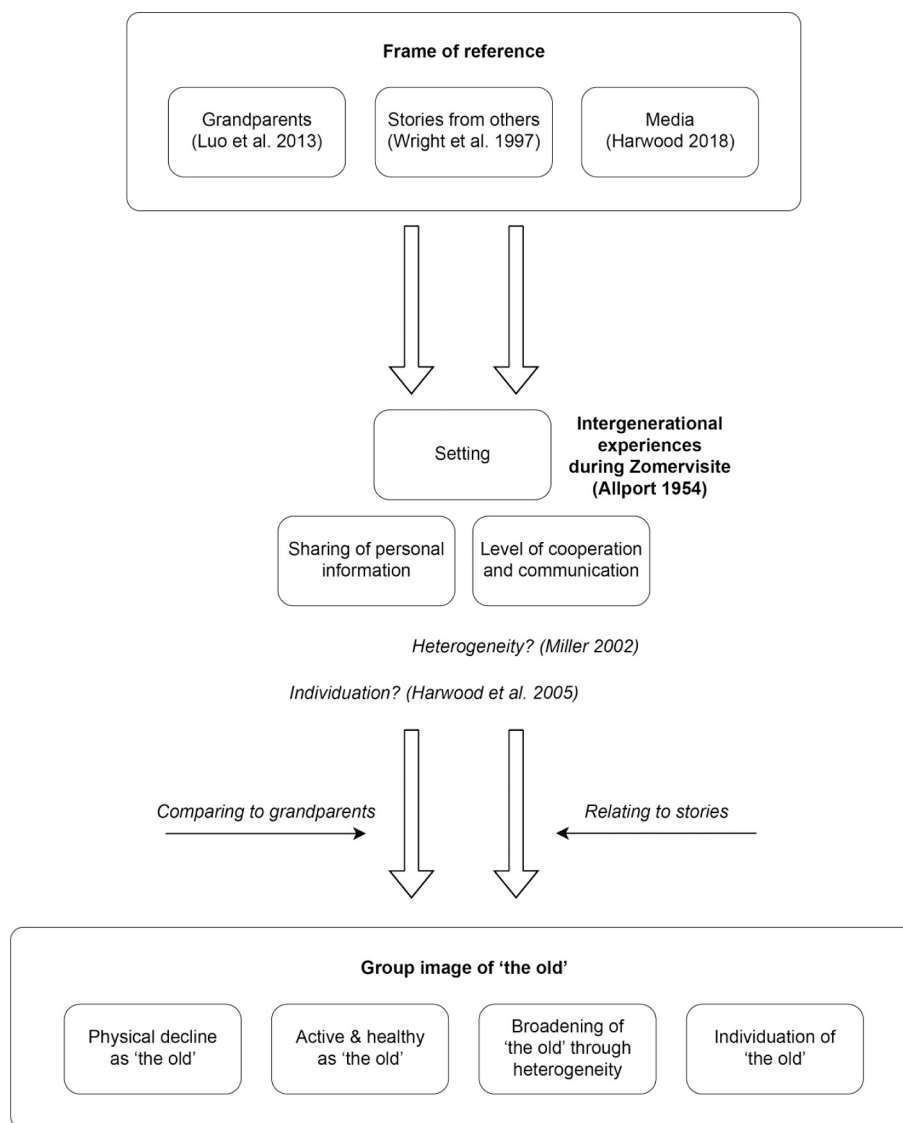 Frame of reference
Grandparents
(Luo et al. 2013)
Stories from others
(Wright et al. 1997)
Media
(Harwood 2018)
Setting
Intergenerational
experiences
during Zomervisite
(Allport 1954)
Sharing of personal
information
Level of cooperation
and communication
Heterogeneity? (Miller 2002)
Individuation? (Harwood et al. 2005)
Comparing to grandparents
Relating to stories
Group image of ‘the old’
Physical decline
as ‘the old’
Active & healthy
as ‘the old’
Broadening of
‘the old’ through
heterogeneity
Individuation of
‘the old’